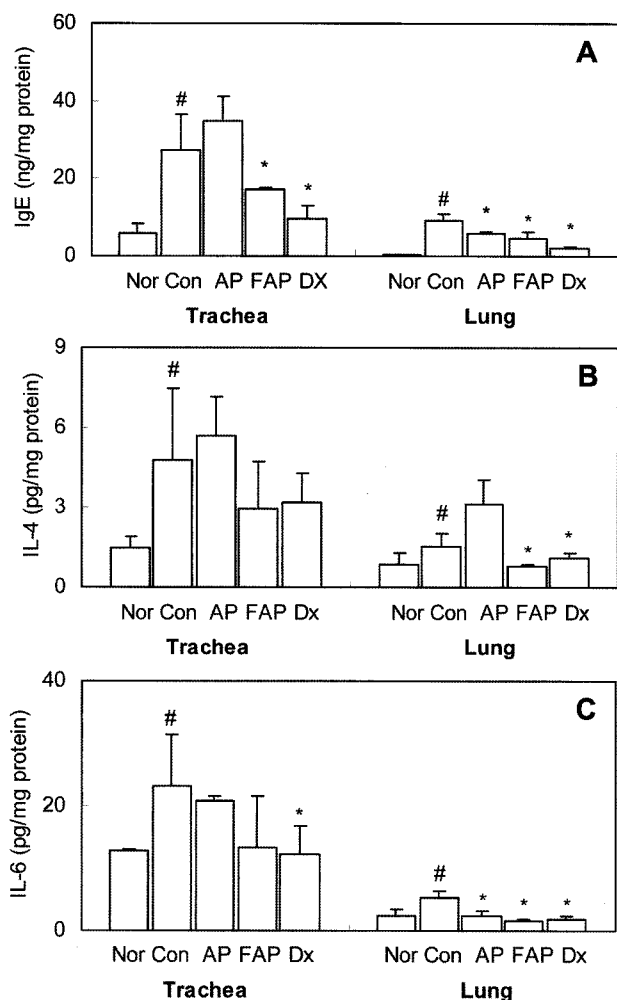 60
A
IgE (ng/mg protein)
40
#
20
* * # * * *
0
Nor Con AP FAP DX Nor Con AP FAP Dx
Trachea Lung
9
B
IL-4 (pg/mg protein)
#
6
3
# * *
0
Nor Con AP FAP Dx Nor Con AP FAP Dx
Trachea Lung
40
C
IL-6 (pg/mg protein)
#
20
* # * * *
0
Nor Con AP FAP Dx Nor Con AP FAP Dx
Trachea Lung